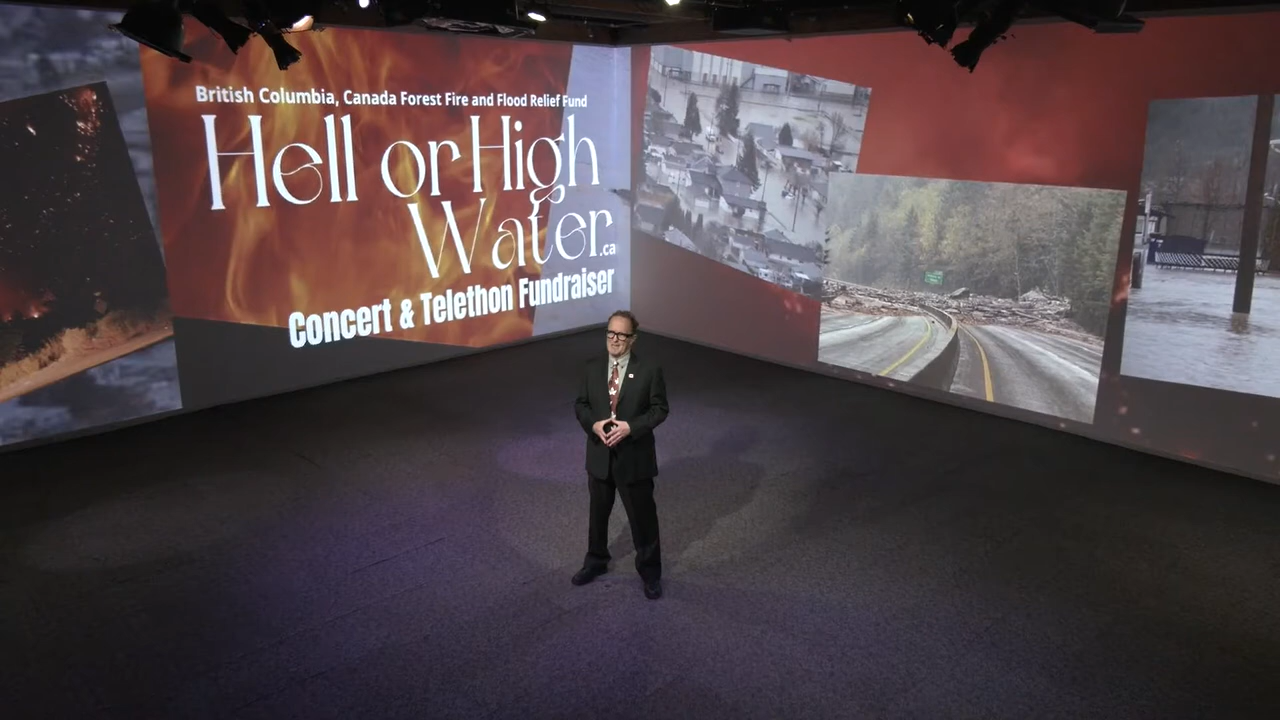 British Columbia, Canada Forest Fire and Flood Relief Fund
Hell or High
Water.ca
Concert & Telethon Fundraiser